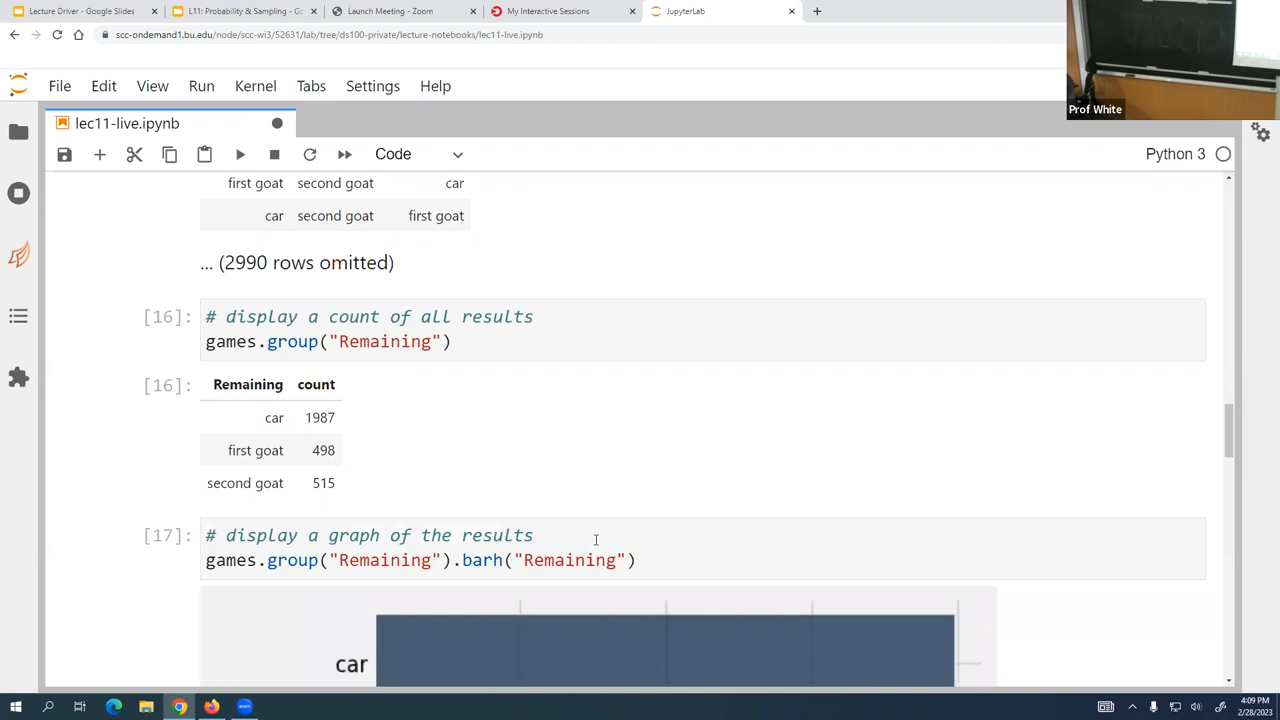 Lecture Driver - Google Slides
L11: Probability & Sampling - Go
Launch Meeting - Zoom
My Interactive Sessions
JupyterLab
scc-ondemand1.bu.edu/node/scc-wi3/52631/lab/tree/ds100-private/lecture-notebooks/lec11-live.ipynb
Prof White
File Edit View Run Kernel Tabs Settings Help
lec11-live.ipynb
Code
Python 3
first goat second goat car
car second goat first goat
... (2990 rows omitted)
[16]: # display a count of all results
games.group("Remaining")
[16]: Remaining count
car 1987
first goat 498
second goat 515
[17]: # display a graph of the results
games.group("Remaining").barh("Remaining")
car
4:09 PM
2/28/2023